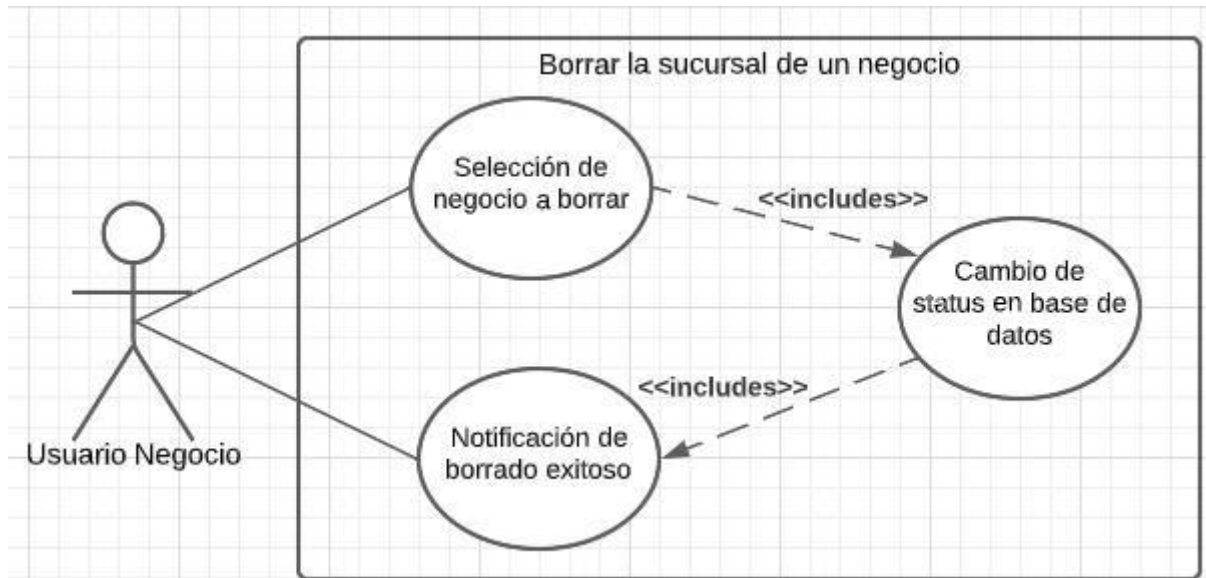 Borrar la sucursal de un negocio
Selección de
negocio a borrar
<<includes>>
Cambio de
status en base de
datos
<<includes>>
Notificación de
borrado exitoso
Usuario Negocio